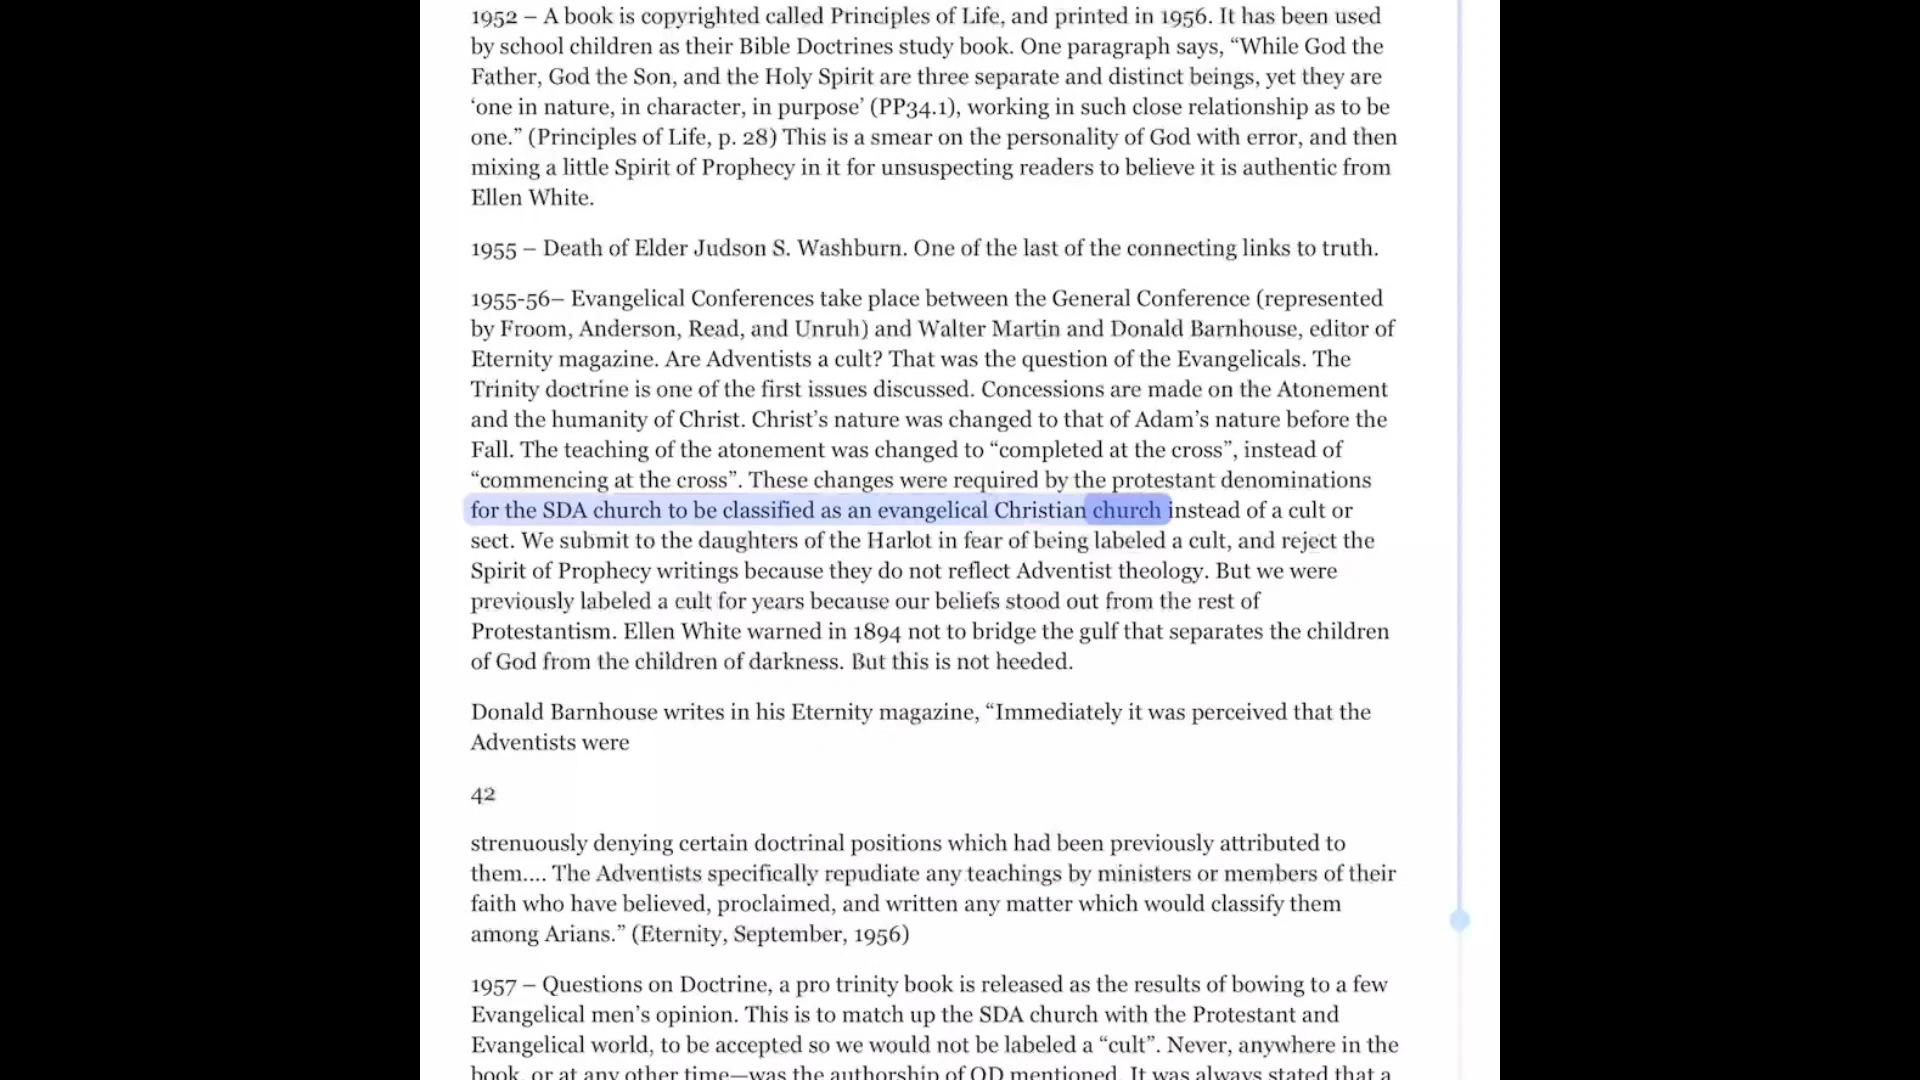 1952 – A book is copyrighted called Principles of Life, and printed in 1956. It has been used
by school children as their Bible Doctrines study book. One paragraph says, “While God the
Father, God the Son, and the Holy Spirit are three separate and distinct beings, yet they are
‘one in nature, in character, in purpose’ (PP34.1), working in such close relationship as to be
one.” (Principles of Life, p. 28) This is a smear on the personality of God with error, and then
mixing a little Spirit of Prophecy in it for unsuspecting readers to believe it is authentic from
Ellen White.
1955 – Death of Elder Judson S. Washburn. One of the last of the connecting links to truth.
1955-56– Evangelical Conferences take place between the General Conference (represented
by Froom, Anderson, Read, and Unruh) and Walter Martin and Donald Barnhouse, editor of
Eternity magazine. Are Adventists a cult? That was the question of the Evangelicals. The
Trinity doctrine is one of the first issues discussed. Concessions are made on the Atonement
and the humanity of Christ. Christ’s nature was changed to that of Adam’s nature before the
Fall. The teaching of the atonement was changed to “completed at the cross”, instead of
“commencing at the cross”. These changes were required by the protestant denominations
for the SDA church to be classified as an evangelical Christian church instead of a cult or
sect. We submit to the daughters of the Harlot in fear of being labeled a cult, and reject the
Spirit of Prophecy writings because they do not reflect Adventist theology. But we were
previously labeled a cult for years because our beliefs stood out from the rest of
Protestantism. Ellen White warned in 1894 not to bridge the gulf that separates the children
of God from the children of darkness. But this is not heeded.
Donald Barnhouse writes in his Eternity magazine, “Immediately it was perceived that the
Adventists were
42
strenuously denying certain doctrinal positions which had been previously attributed to
them.... The Adventists specifically repudiate any teachings by ministers or members of their
faith who have believed, proclaimed, and written any matter which would classify them
among Arians.” (Eternity, September, 1956)
1957 – Questions on Doctrine, a pro trinity book is released as the results of bowing to a few
Evangelical men’s opinion. This is to match up the SDA church with the Protestant and
Evangelical world, to be accepted so we would not be labeled a “cult”. Never, anywhere in the
book, or at any other time—was the authorship of QD mentioned. It was always stated that a